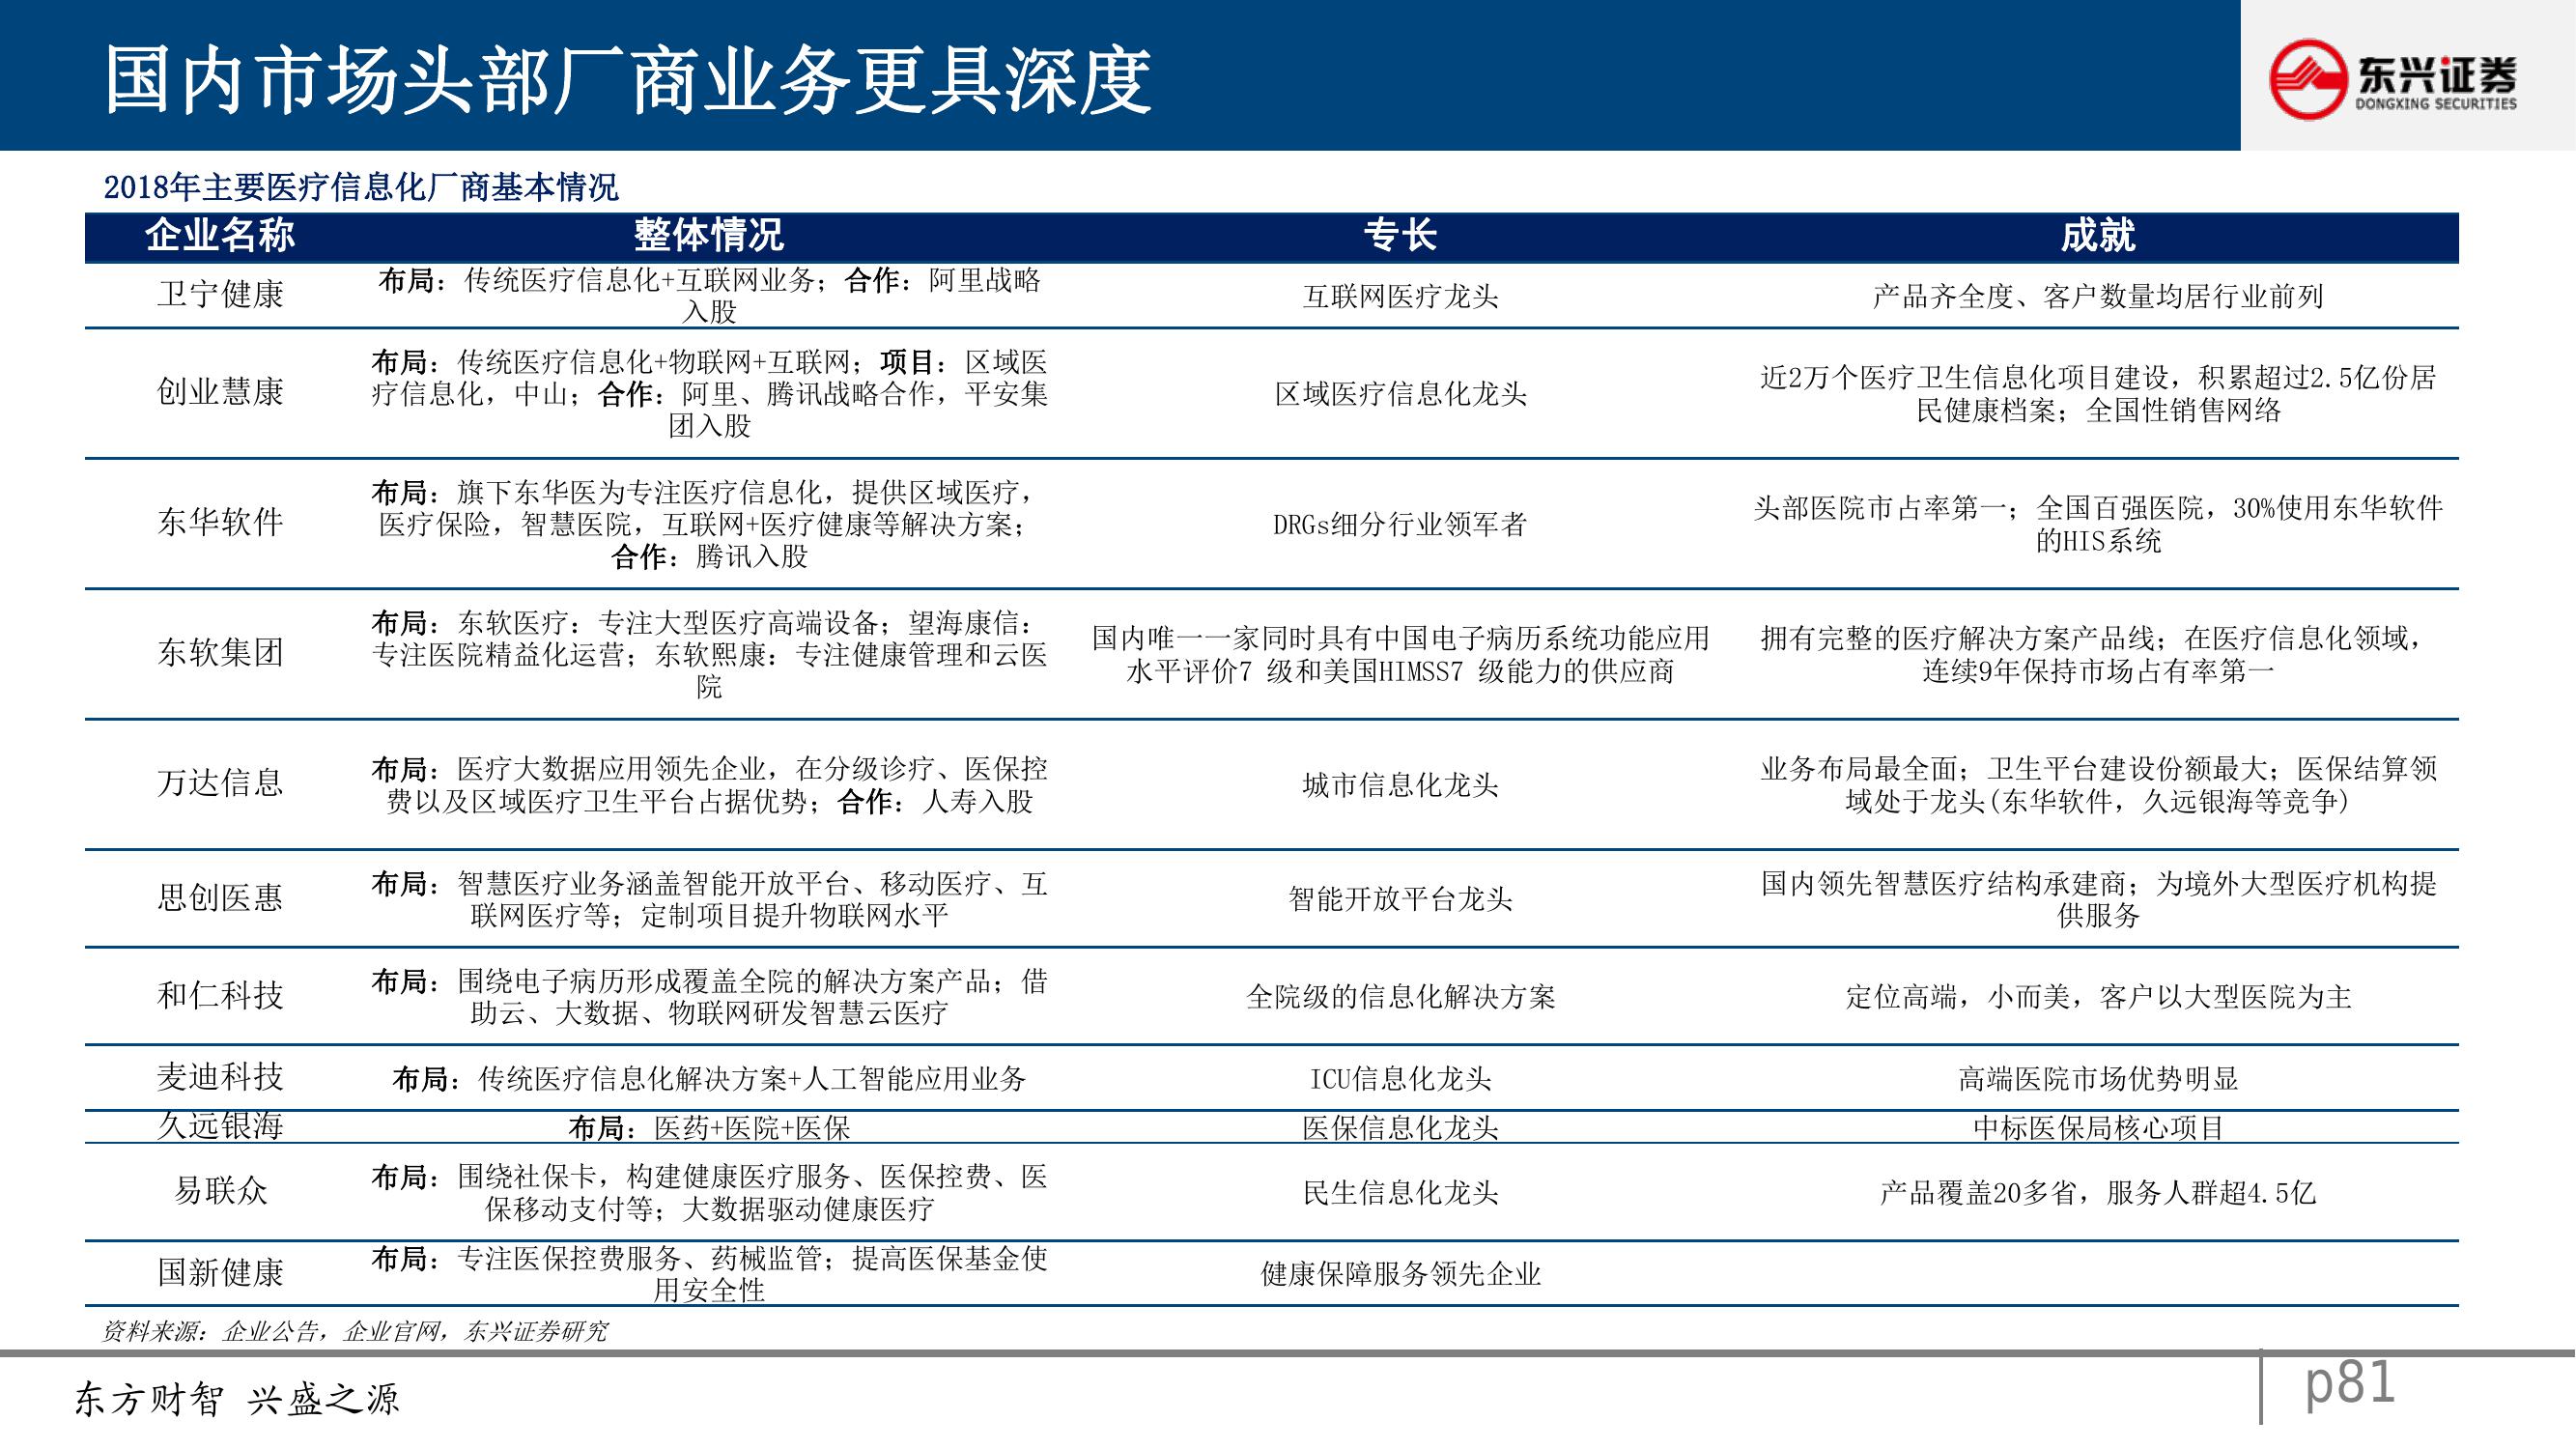 国内市场头部厂商业务更具深度
东兴证券
DONGXING SECURITIES
2018年主要医疗信息化厂商基本情况
企业名称 整体情况 专长 成就
卫宁健康
布局：传统医疗信息化+互联网业务；合作：阿里战略
入股
互联网医疗龙头
产品齐全度、客户数量均居行业前列
创业慧康
布局：传统医疗信息化+物联网+互联网；项目：区域医
疗信息化，中山；合作：阿里、腾讯战略合作，平安集
团入股
区域医疗信息化龙头
近2万个医疗卫生信息化项目建设，积累超过2.5亿份居
民健康档案；全国性销售网络
东华软件
布局：旗下东华医为专注医疗信息化，提供区域医疗，
医疗保险，智慧医院，互联网+医疗健康等解决方案；
合作：腾讯入股
DRGs细分行业领军者
头部医院市占率第一；全国百强医院，30%使用东华软件
的HIS系统
东软集团
布局：东软医疗：专注大型医疗高端设备；望海康信：
专注医院精益化运营；东软熙康：专注健康管理和云医
院
国内唯一一家同时具有中国电子病历系统功能应用
水平评价7 级和美国HIMSS7 级能力的供应商
拥有完整的医疗解决方案产品线；在医疗信息化领域，
连续9年保持市场占有率第一
万达信息
布局：医疗大数据应用领先企业，在分级诊疗、医保控
费以及区域医疗卫生平台占据优势；合作：人寿入股
城市信息化龙头
业务布局最全面；卫生平台建设份额最大；医保结算领
域处于龙头(东华软件，久远银海等竞争)
思创医惠
布局：智慧医疗业务涵盖智能开放平台、移动医疗、互
联网医疗等；定制项目提升物联网水平
智能开放平台龙头
国内领先智慧医疗结构承建商；为境外大型医疗机构提
供服务
和仁科技
布局：围绕电子病历形成覆盖全院的解决方案产品；借
助云、大数据、物联网研发智慧云医疗
全院级的信息化解决方案
定位高端，小而美，客户以大型医院为主
麦迪科技
布局：传统医疗信息化解决方案+人工智能应用业务
ICU信息化龙头
高端医院市场优势明显
久远银海
布局：医药+医院+医保
医保信息化龙头
中标医保局核心项目
易联众
布局：围绕社保卡，构建健康医疗服务、医保控费、医
保移动支付等；大数据驱动健康医疗
民生信息化龙头
产品覆盖20多省，服务人群超4.5亿
国新健康
布局：专注医保控费服务、药械监管；提高医保基金使
用安全性
健康保障服务领先企业
资料来源：企业公告，企业官网，东兴证券研究
东方财智 兴盛之源
p81